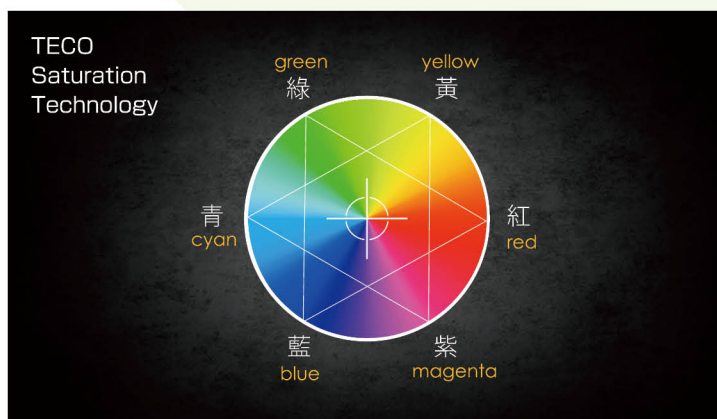 TECO
Saturation
Technology
green
綠
yellow
黃
青
cyan
紅
red
藍
blue
紫
magenta